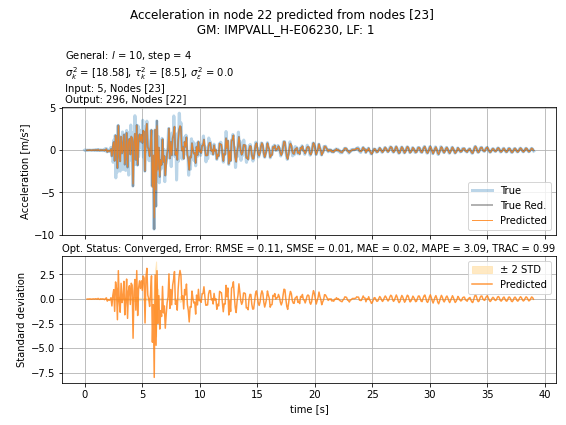 Acceleration in node 22 predicted from nodes [23]
GM: IMPVALL_H-E06230, LF: 1
General: l = 10, step = 4
σ²ₖ = [18.58], τ²ₖ = [8.5], σ²ε = 0.0
Input: 5, Nodes [23]
Output: 296, Nodes [22]
Acceleration [m/s²]
5
0
−5
−10
True
True Red.
Predicted
Opt. Status: Converged, Error: RMSE = 0.11, SMSE = 0.01, MAE = 0.02, MAPE = 3.09, TRAC = 0.99
Standard deviation
2.5
0.0
−2.5
−5.0
−7.5
± 2 STD
Predicted
0 5 10 15 20 25 30 35 40
time [s]